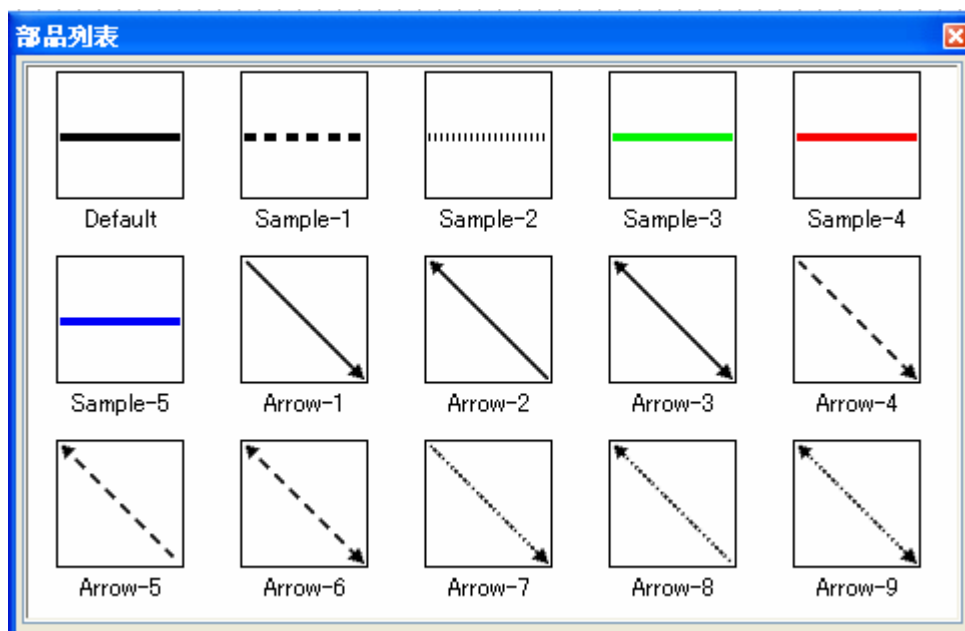 部品列表
Default Sample-1 Sample-2 Sample-3 Sample-4
Sample-5 Arrow-1 Arrow-2 Arrow-3 Arrow-4
Arrow-5 Arrow-6 Arrow-7 Arrow-8 Arrow-9